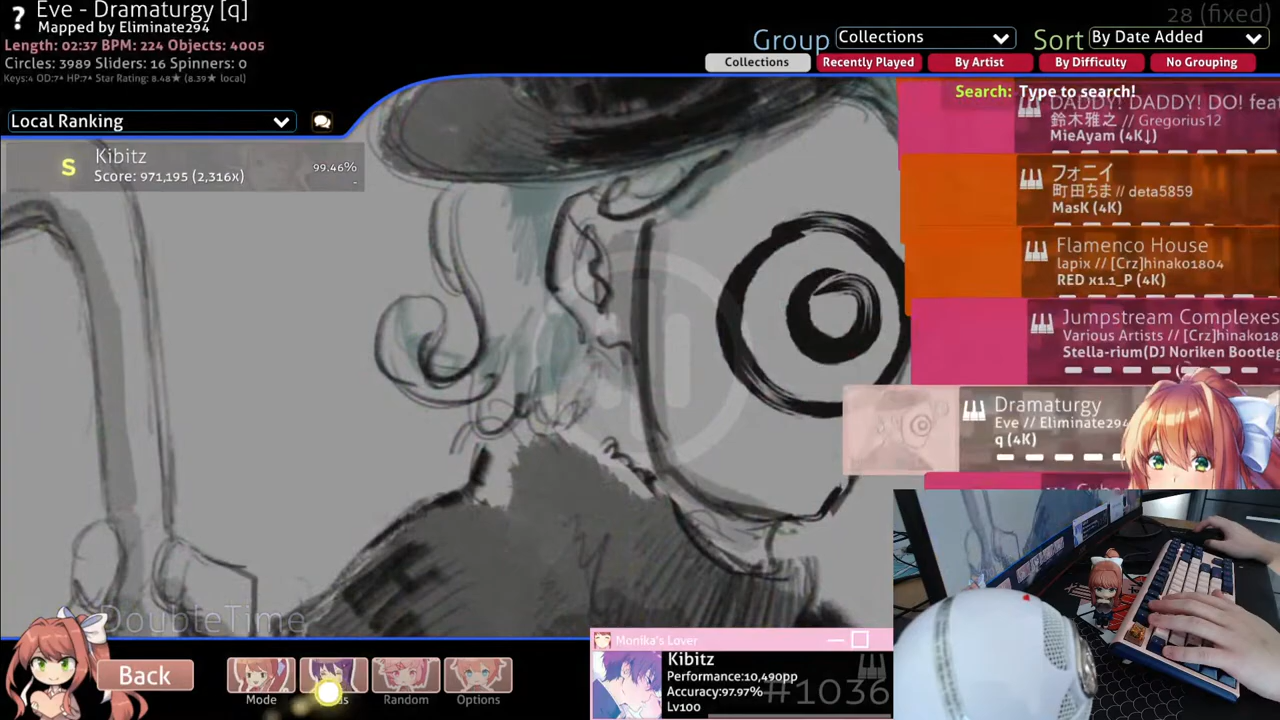 ?
Eve - Dramaturgy [q]
Mapped by Eliminate294
Length: 02:37 BPM: 224 Objects: 4005
Circles: 3989 Sliders: 16 Spinners: 0
Keys:4 OD:7* HP:7* Star Rating: 8.48★ (8.39★ local)
28 (fixed)
Group Collections
Sort By Date Added
Collections
Recently Played
By Artist
By Difficulty
No Grouping
Search: Type to search!
Local Ranking
S
Kibitz
Score: 971,195 (2,316x)
99.46%
-
DADDY! DADDY! DO! feat
鈴木雅之 // Gregorius12
MieAyam (4K↓)
フォニイ
町田ちま // deta5859
MasK (4K)
Flamenco House
lapix // [Crz]hinako1804
RED x1.1_P (4K)
Jumpstream Complexes
Various Artists // [Crz]hinako18
Stella-rium(DJ Noriken Bootleg
Dramaturgy
Eve // Eliminate294
q (4K)
DoubleTime
Back
Mode
Random
Options
Monika's Lover
Kibitz
Performance:10,490pp
Accuracy:97.97%
Lv100
#1036